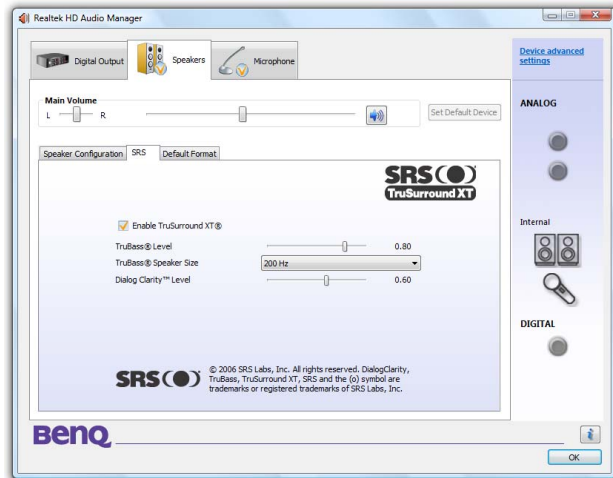 Realtek HD Audio Manager
Digital Output
Speakers
Microphone
Device advanced
settings
Main Volume
L
R
Set Default Device
ANALOG
Speaker Configuration
SRS
Default Format
SRS(O)
TruSurround XT
Enable TruSurround XT®
Internal
TruBass® Level
0.80
TruBass® Speaker Size
200 Hz
Dialog Clarity™ Level
0.60
DIGITAL
SRS(O)
© 2006 SRS Labs, Inc. All rights reserved. DialogClarity,
TruBass, TruSurround XT, SRS and the (o) symbol are
trademarks or registered trademarks of SRS Labs, Inc.
BenQ
i
OK